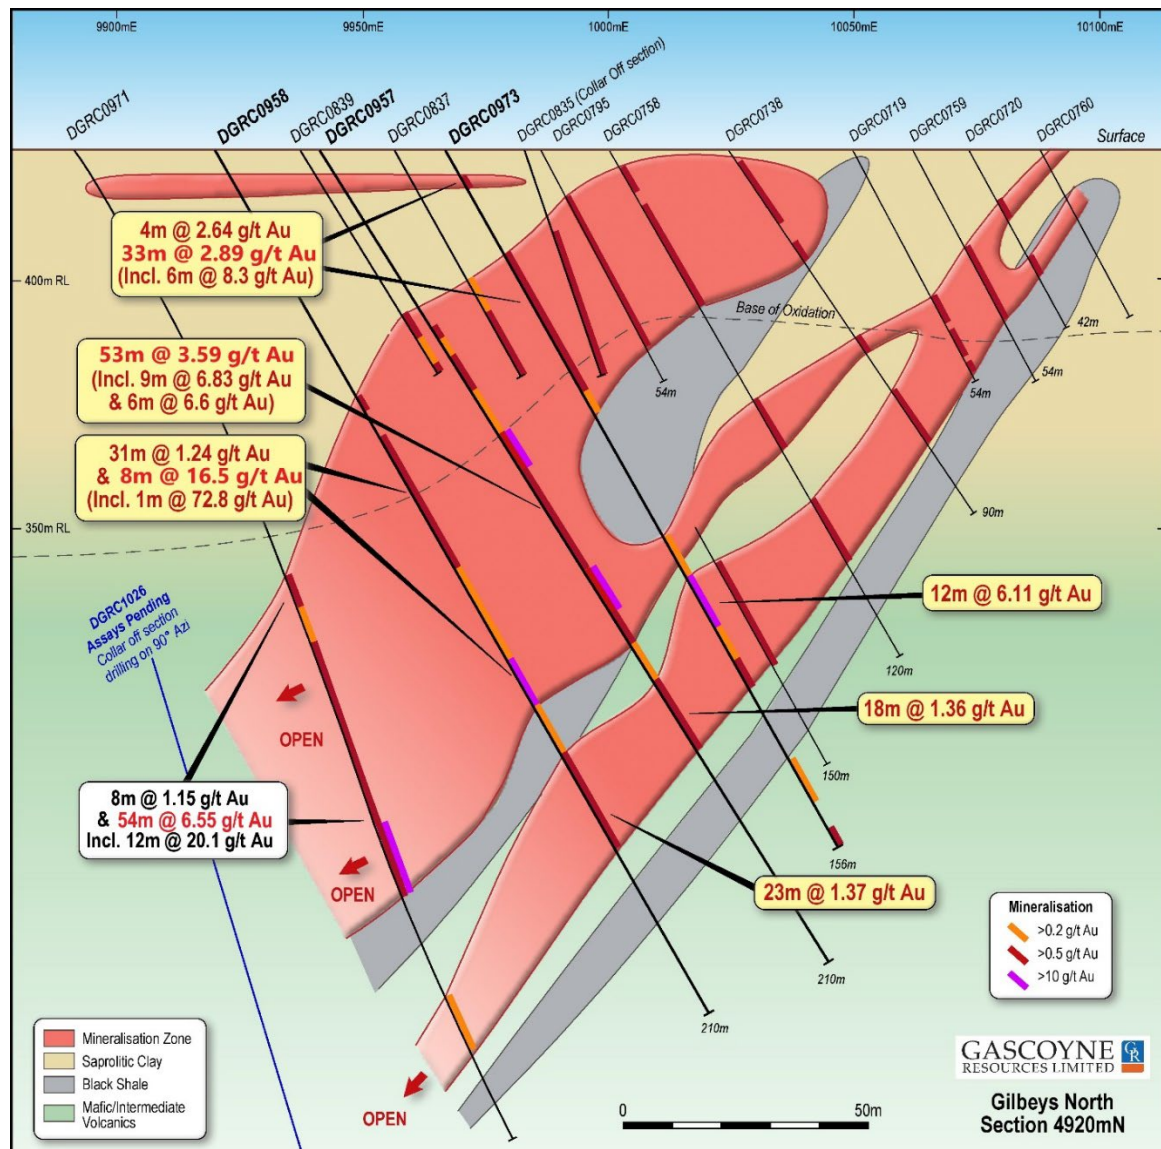 9900mE
9950mE
1000mE
10050mE
10100mE
DGRC0971
DGRC0958
DGRC0839
DGRC0957
DGRC0837
DGRC0973
DGRC0835 (Collar Off section)
DGRC0795
DGRC0758
DGRC0738
DGRC0719
DGRC0759
DGRC0720
DGRC0760
Surface
4m @ 2.64 g/t Au
33m @ 2.89 g/t Au
(Incl. 6m @ 8.3 g/t Au)
400m RL
Base of Oxidation
42m
53m @ 3.59 g/t Au
(Incl. 9m @ 6.83 g/t Au
& 6m @ 6.6 g/t Au)
54m
54m
54m
31m @ 1.24 g/t Au
& 8m @ 16.5 g/t Au
(Incl. 1m @ 72.8 g/t Au)
90m
350m RL
DGRC1026
Assays Pending
Collar off section
drilling on 90° Azi
12m @ 6.11 g/t Au
120m
OPEN
18m @ 1.36 g/t Au
150m
8m @ 1.15 g/t Au
& 54m @ 6.55 g/t Au
Incl. 12m @ 20.1 g/t Au
156m
OPEN
23m @ 1.37 g/t Au
210m
210m
Mineralisation
>0.2 g/t Au
>0.5 g/t Au
>10 g/t Au
Mineralisation Zone
Saprolitic Clay
Black Shale
Mafic/Intermediate
Volcanics
OPEN
0
50m
GASCOYNE
RESOURCES LIMITED
GR
Gilbeys North
Section 4920mN